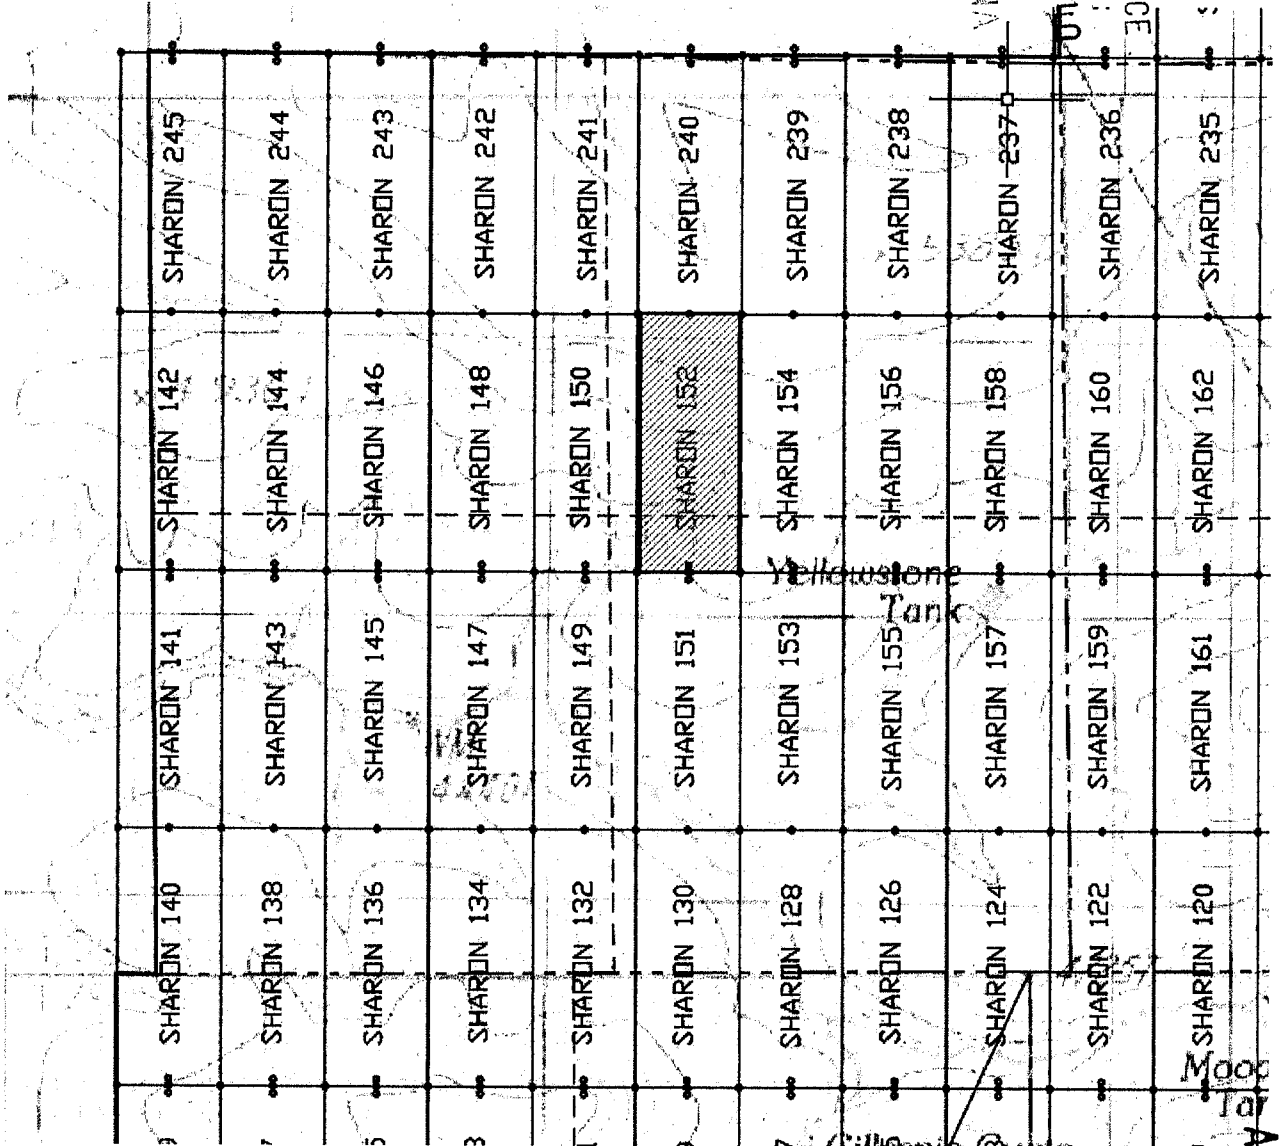 SHARON 245
SHARON 244
SHARON 243
SHARON 242
SHARON 241
SHARON 240
SHARON 239
SHARON 238
SHARON 237
SHARON 236
SHARON 235
SHARON 142
SHARON 144
SHARON 146
SHARON 148
SHARON 150
SHARON 152
SHARON 154
SHARON 156
SHARON 158
SHARON 160
SHARON 162
Yellowstone
Tank
SHARON 141
SHARON 143
SHARON 145
SHARON 147
SHARON 149
SHARON 151
SHARON 153
SHARON 155
SHARON 157
SHARON 159
SHARON 161
SHARON 140
SHARON 138
SHARON 136
SHARON 134
SHARON 132
SHARON 130
SHARON 128
SHARON 126
SHARON 124
SHARON 122
SHARON 120